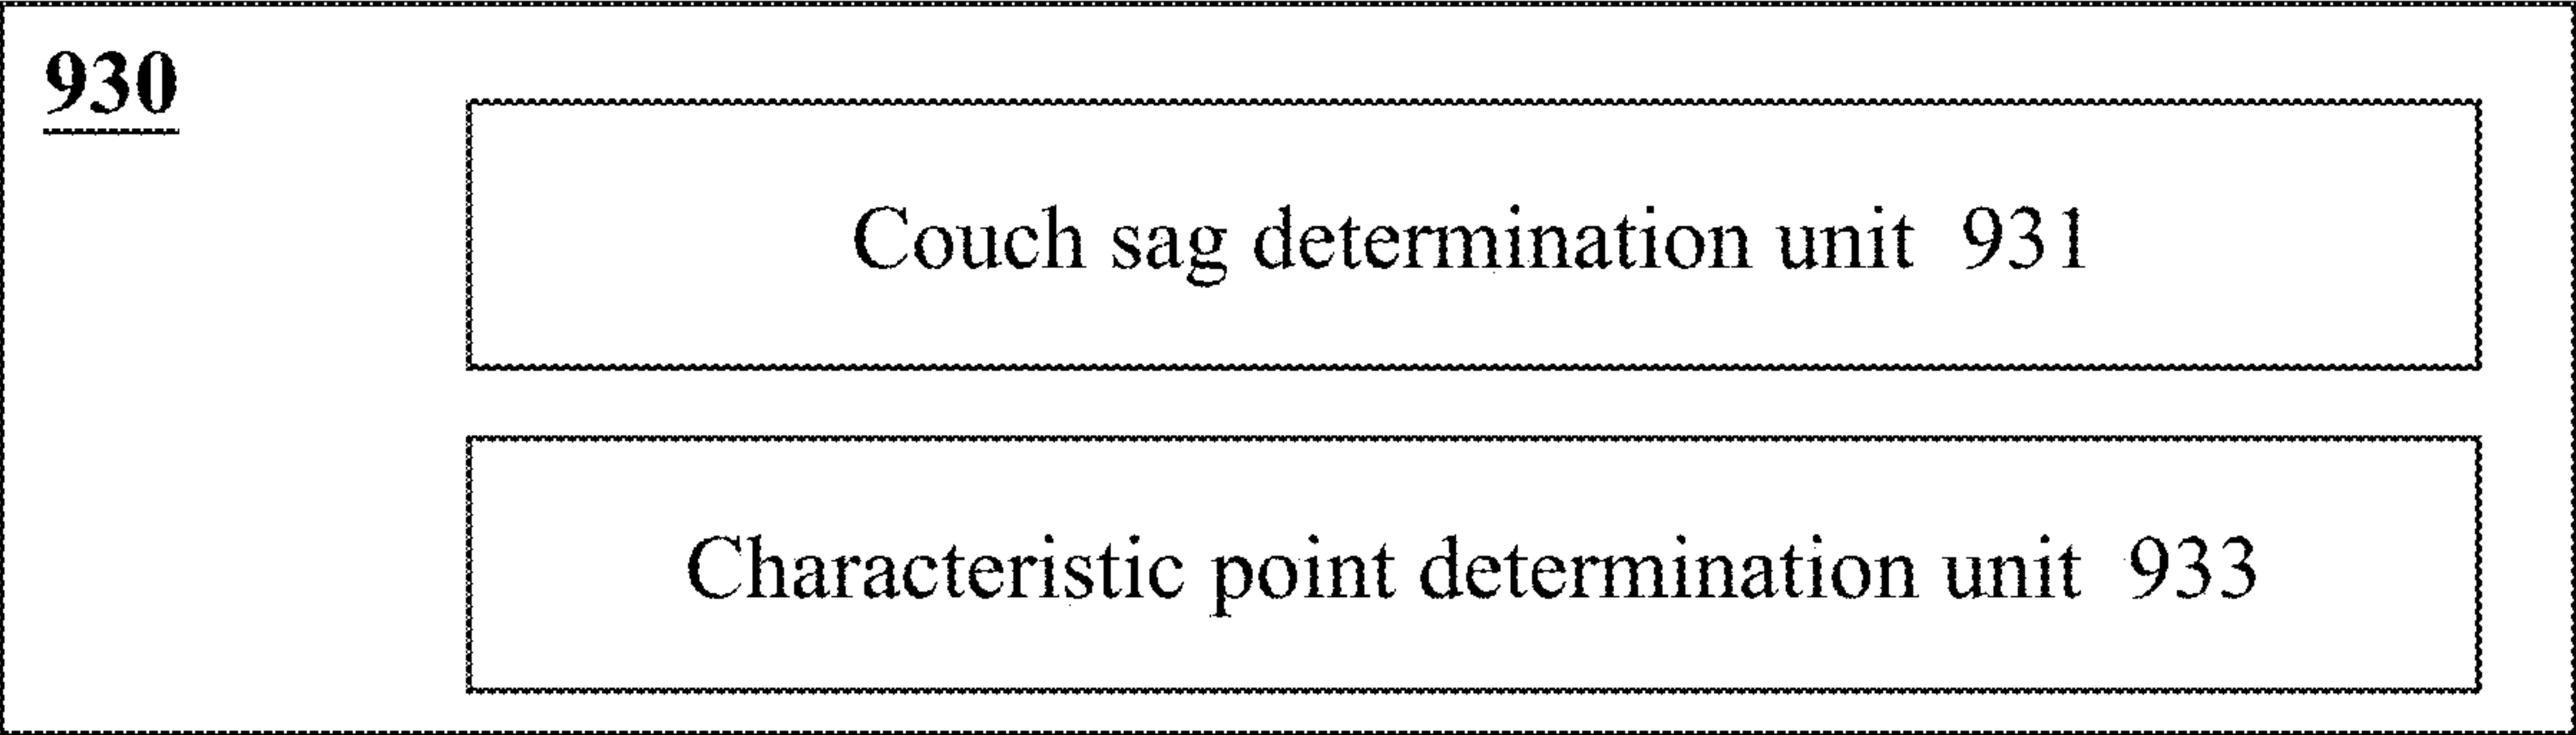 930
Couch sag determination unit 931
Characteristic point determination unit 933